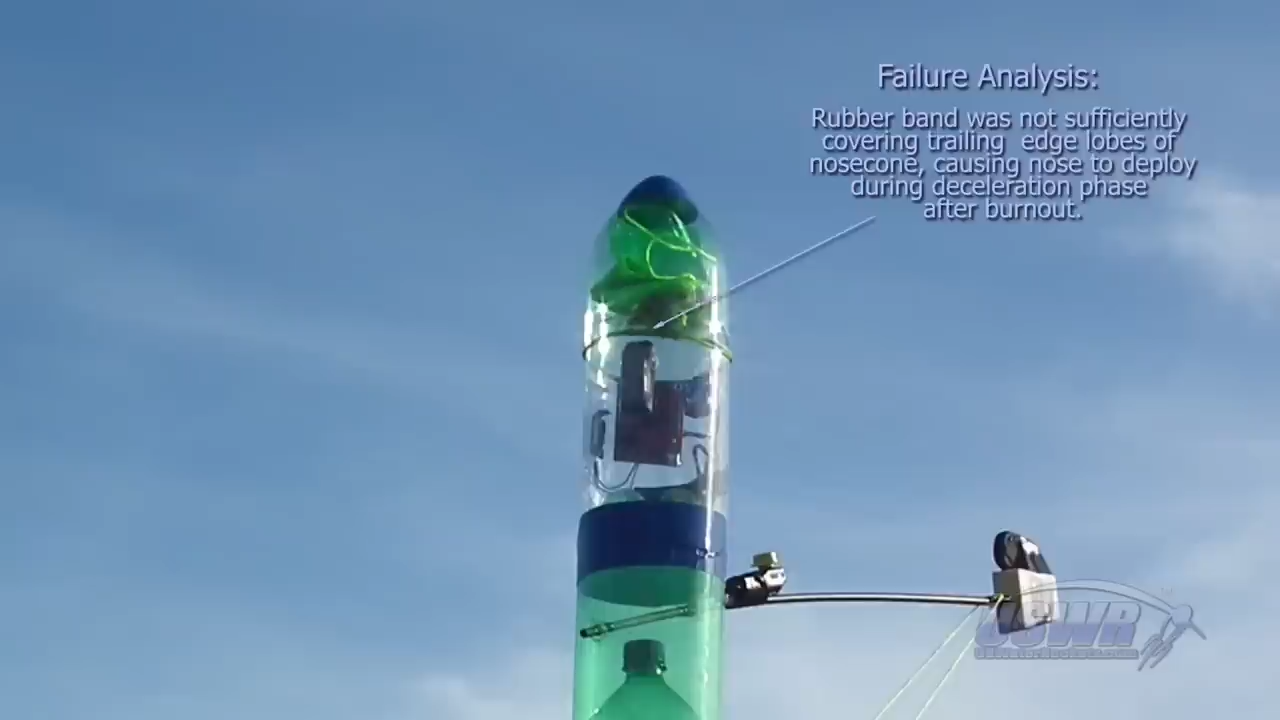 Failure Analysis:
Rubber band was not sufficiently
covering trailing edge lobes of
nosecone, causing nose to deploy
during deceleration phase
after burnout.
USWR